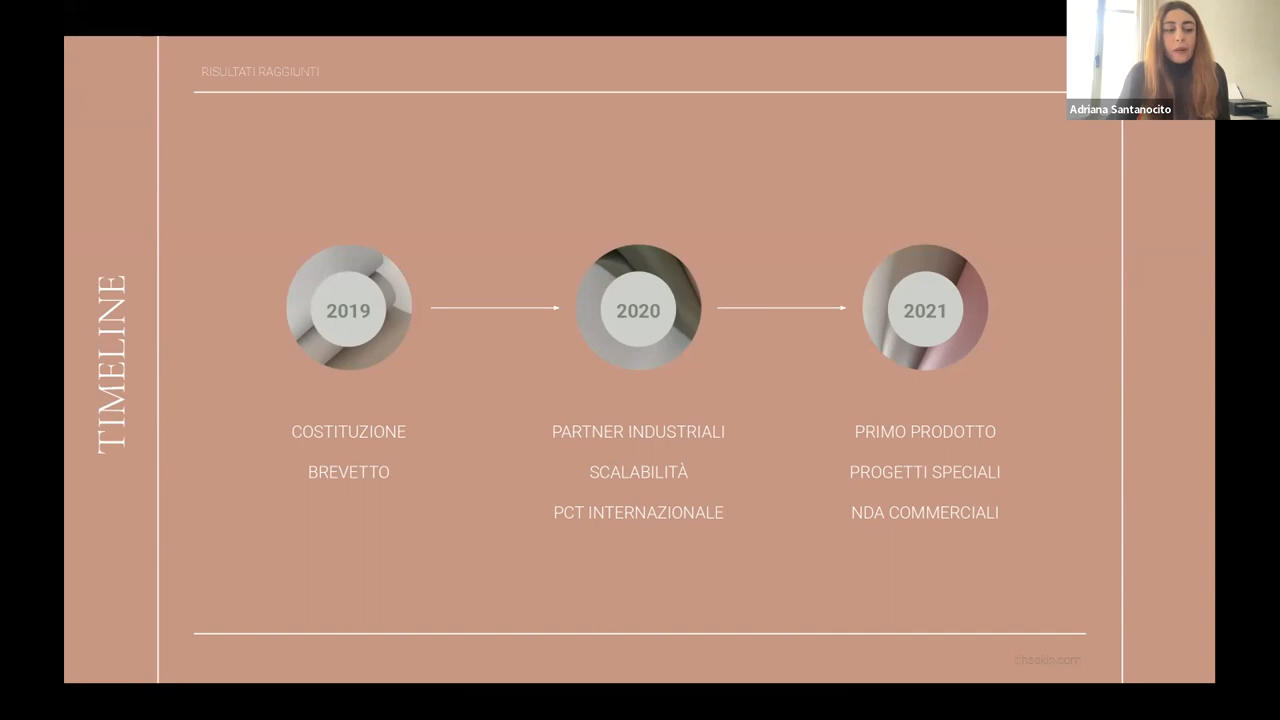 RISULTATI RAGGIUNTI
Adriana Santanocito
TIMELINE
2019
2020
2021
COSTITUZIONE
BREVETTO
PARTNER INDUSTRIALI
SCALABILITÀ
PCT INTERNAZIONALE
PRIMO PRODOTTO
PROGETTI SPECIALI
NDA COMMERCIALI